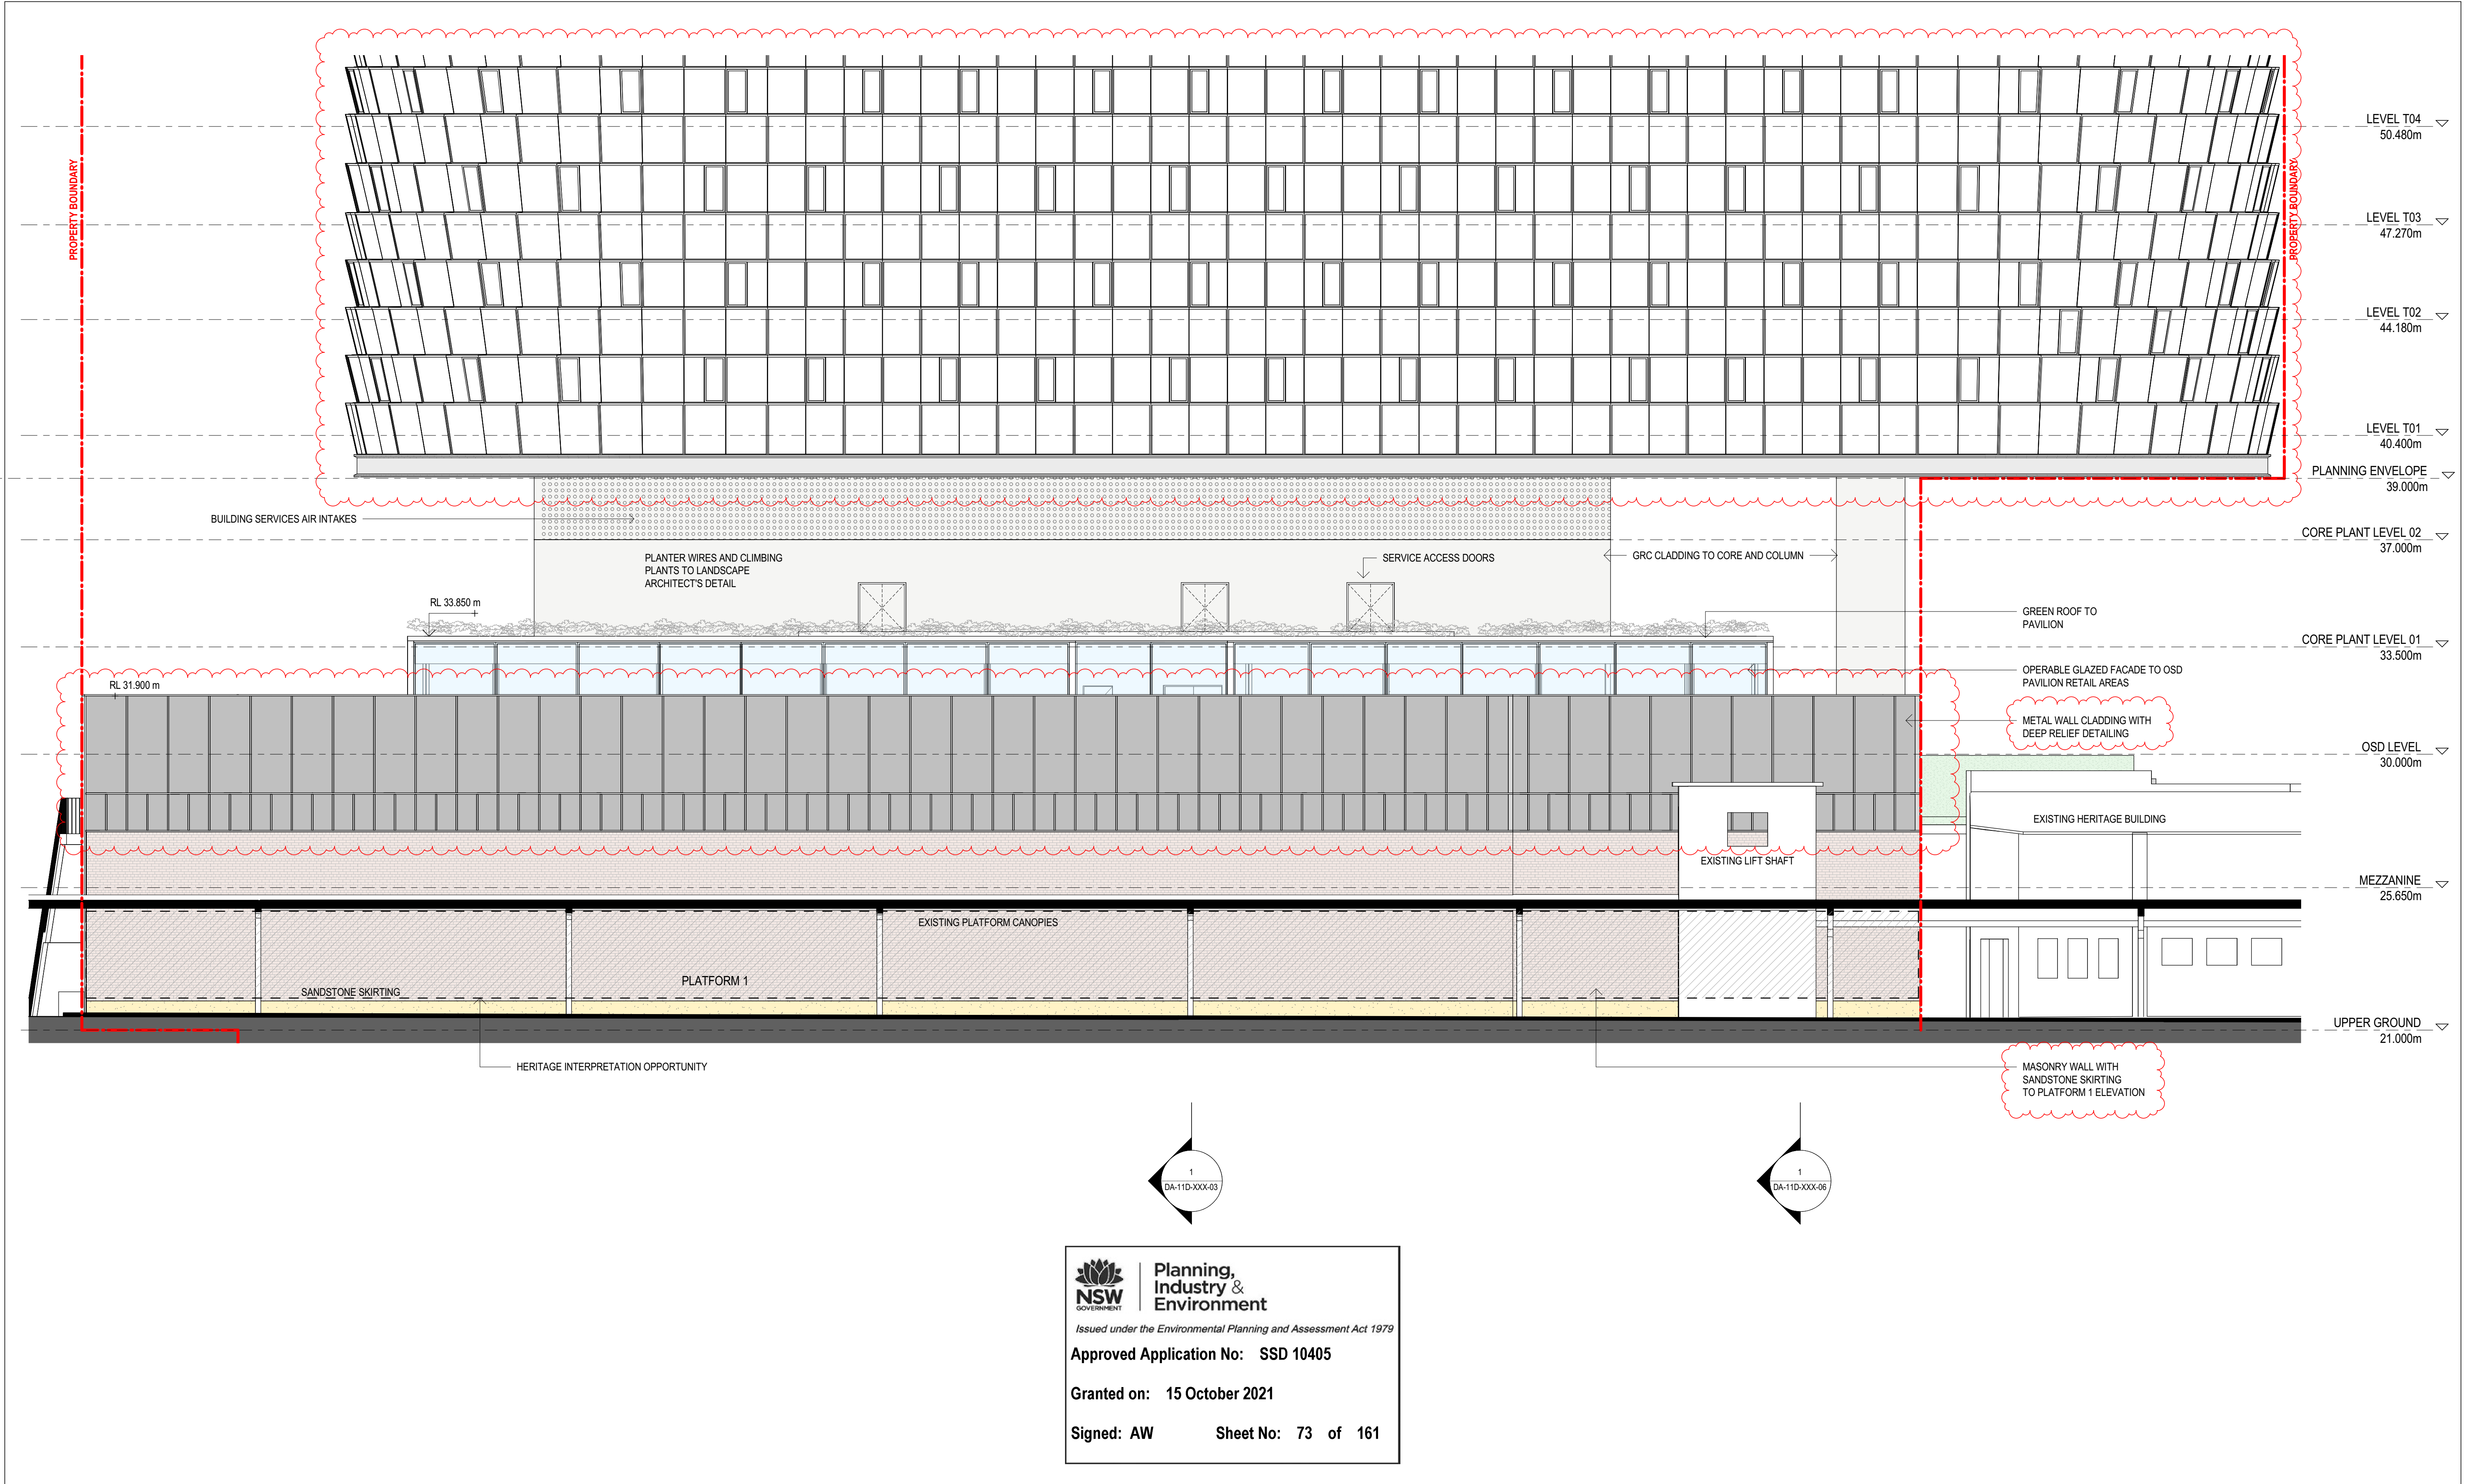 PROPERTY BOUNDARY
PROPERTY BOUNDARY
LEVEL T04
50.480m
LEVEL T03
47.270m
LEVEL T02
44.180m
LEVEL T01
40.400m
PLANNING ENVELOPE
39.000m
BUILDING SERVICES AIR INTAKES
CORE PLANT LEVEL 02
37.000m
PLANTER WIRES AND CLIMBING
PLANTS TO LANDSCAPE
ARCHITECT'S DETAIL
SERVICE ACCESS DOORS
GRC CLADDING TO CORE AND COLUMN
RL 33.850 m
GREEN ROOF TO
PAVILION
CORE PLANT LEVEL 01
33.500m
OPERABLE GLAZED FACADE TO OSD
PAVILION RETAIL AREAS
RL 31.900 m
METAL WALL CLADDING WITH
DEEP RELIEF DETAILING
OSD LEVEL
30.000m
EXISTING HERITAGE BUILDING
EXISTING LIFT SHAFT
MEZZANINE
25.650m
EXISTING PLATFORM CANOPIES
PLATFORM 1
SANDSTONE SKIRTING
UPPER GROUND
21.000m
HERITAGE INTERPRETATION OPPORTUNITY
MASONRY WALL WITH
SANDSTONE SKIRTING
TO PLATFORM 1 ELEVATION
1
DA-11D-XXX-03
1
DA-11D-XXX-06
NSW
GOVERNMENT
Planning,
Industry &
Environment
Issued under the Environmental Planning and Assessment Act 1979
Approved Application No: SSD 10405
Granted on: 15 October 2021
Signed: AW Sheet No: 73 of 161